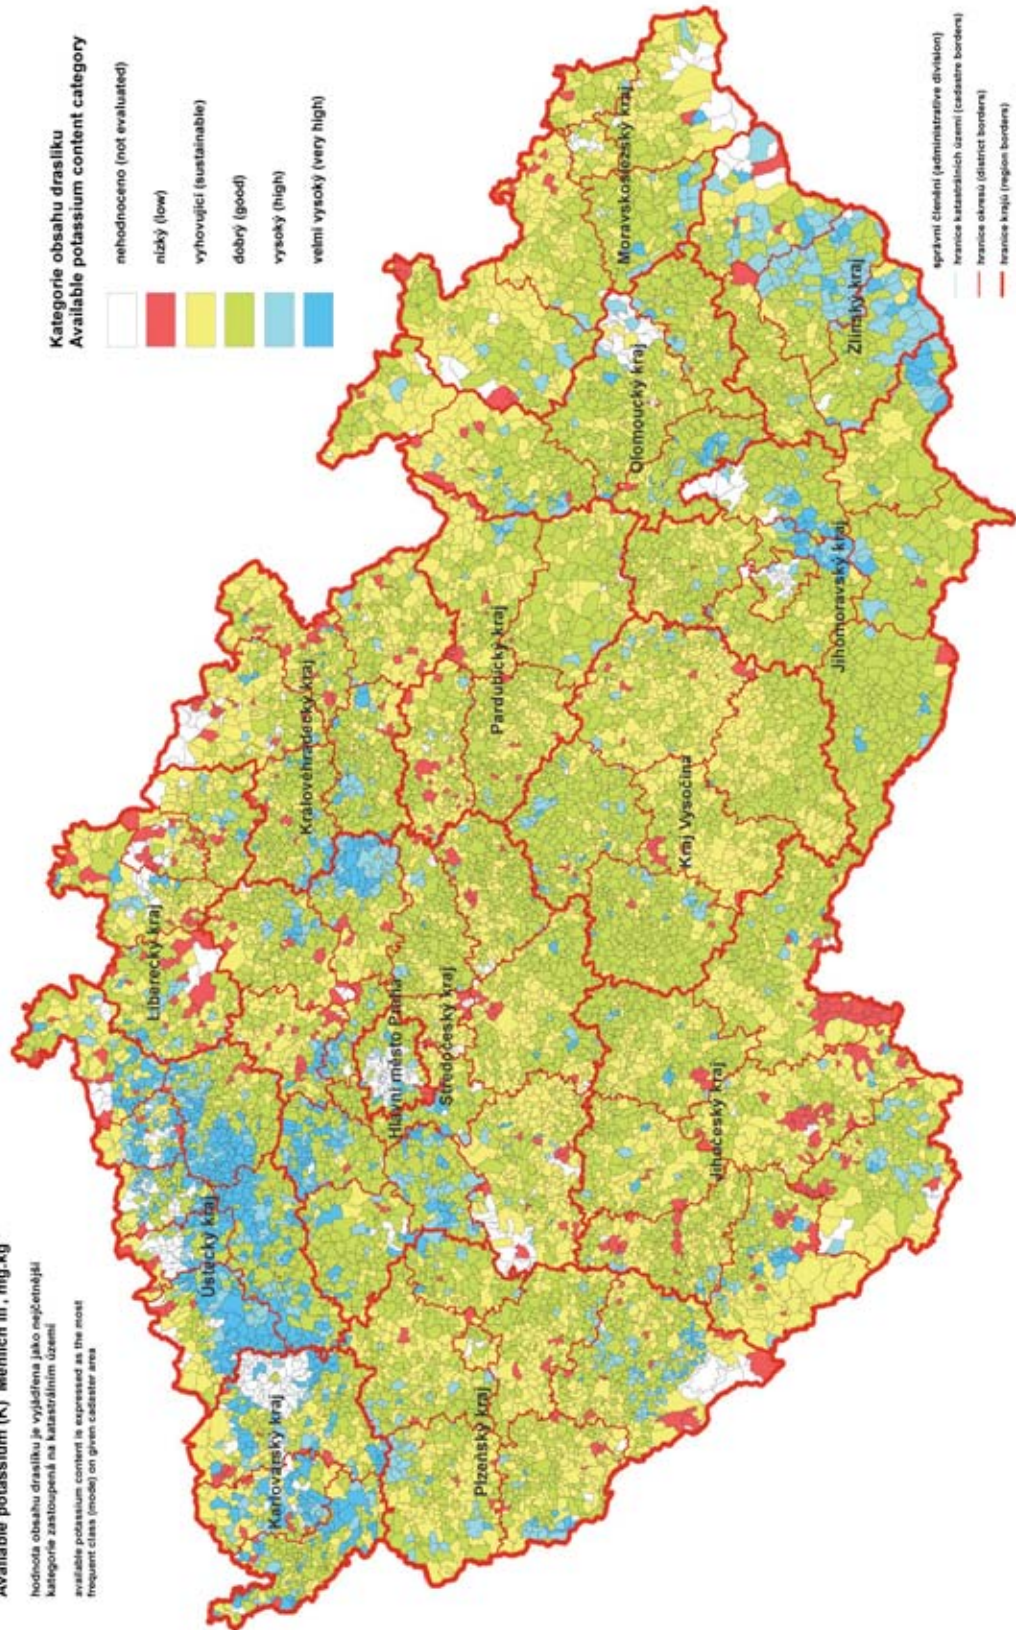 Available potassium (K) Mehlich III, mg.kg
hodnota obsahu draslíku je vyjádřena jako nejčetnější
kategorie zastoupená na katastrálním území
available potassium content is expressed as the most
frequent class (mode) on given cadaster area
Kategorie obsahu draslíku
Available potassium content category
nehodnoceno (not evaluated)
nízký (low)
vyhovující (sustainable)
dobrý (good)
vysoký (high)
velmi vysoký (very high)
Liberecký kraj
Ústecký kraj
Karlovarský kraj
Královéhradecký kraj
Hlavní město Praha
Středočeský kraj
Plzeňský kraj
Pardubický kraj
Moravskoslezský kraj
Olomoucký kraj
Kraj Vysočina
Jihočeský kraj
Jihomoravský kraj
Zlínský kraj
správní členění (administrative division)
hranice katastrálních území (cadastre borders)
hranice okresů (district borders)
hranice krajů (region borders)